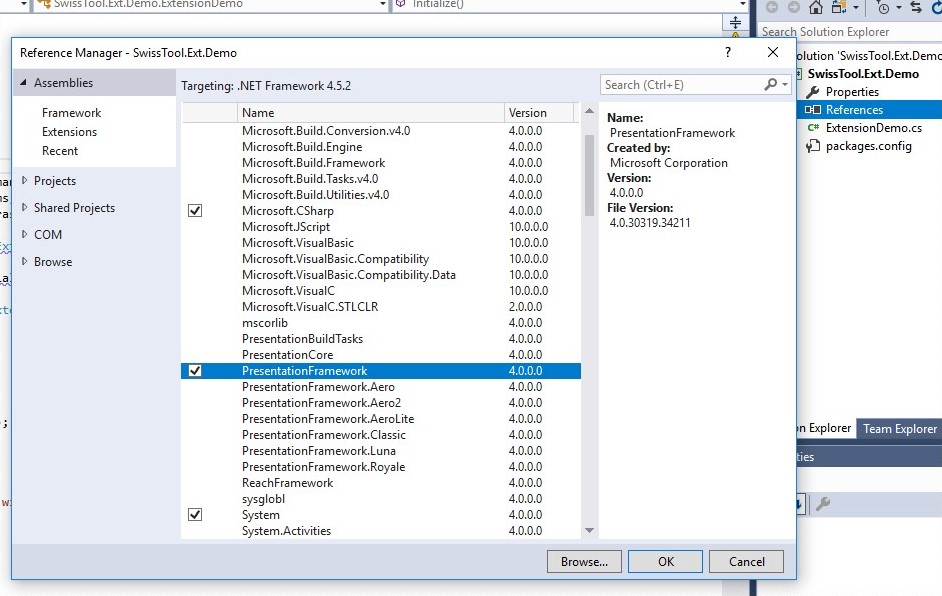 SwissTool.Ext.Demo.ExtensionDemo
Initialize()
Reference Manager - SwissTool.Ext.Demo
?
Assemblies
Framework
Extensions
Recent
Projects
Shared Projects
COM
Browse
Targeting: .NET Framework 4.5.2
Search (Ctrl+E)
Name Version
Microsoft.Build.Conversion.v4.0 4.0.0.0
Microsoft.Build.Engine 4.0.0.0
Microsoft.Build.Framework 4.0.0.0
Microsoft.Build.Tasks.v4.0 4.0.0.0
Microsoft.Build.Utilities.v4.0 4.0.0.0
Microsoft.CSharp 4.0.0.0
Microsoft.JScript 10.0.0.0
Microsoft.VisualBasic 10.0.0.0
Microsoft.VisualBasic.Compatibility 10.0.0.0
Microsoft.VisualBasic.Compatibility.Data 10.0.0.0
Microsoft.VisualC 10.0.0.0
Microsoft.VisualC.STLCLR 2.0.0.0
mscorlib 4.0.0.0
PresentationBuildTasks 4.0.0.0
PresentationCore 4.0.0.0
PresentationFramework 4.0.0.0
PresentationFramework.Aero 4.0.0.0
PresentationFramework.Aero2 4.0.0.0
PresentationFramework.AeroLite 4.0.0.0
PresentationFramework.Classic 4.0.0.0
PresentationFramework.Luna 4.0.0.0
PresentationFramework.Royale 4.0.0.0
ReachFramework 4.0.0.0
sysglobl 4.0.0.0
System 4.0.0.0
System.Activities 4.0.0.0
Name:
PresentationFramework
Created by:
Microsoft Corporation
Version:
4.0.0.0
File Version:
4.0.30319.34211
Browse... OK Cancel
Search Solution Explorer
olution 'SwissTool.Ext.Demo
SwissTool.Ext.Demo
Properties
References
C# ExtensionDemo.cs
packages.config
on Explorer Team Explorer
ties